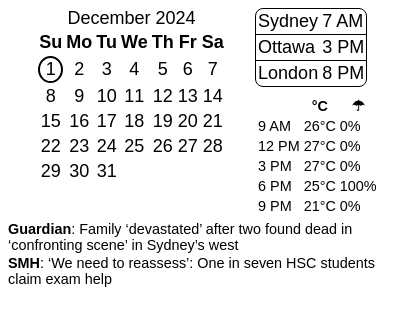 December 2024
Su Mo Tu We Th Fr Sa
1 2 3 4 5 6 7
8 9 10 11 12 13 14
15 16 17 18 19 20 21
22 23 24 25 26 27 28
29 30 31
Sydney 7 AM
Ottawa 3 PM
London 8 PM
°C ☂
9 AM 26°C 0%
12 PM 27°C 0%
3 PM 27°C 0%
6 PM 25°C 100%
9 PM 21°C 0%
Guardian: Family ‘devastated’ after two found dead in
‘confronting scene’ in Sydney’s west
SMH: ‘We need to reassess’: One in seven HSC students
claim exam help